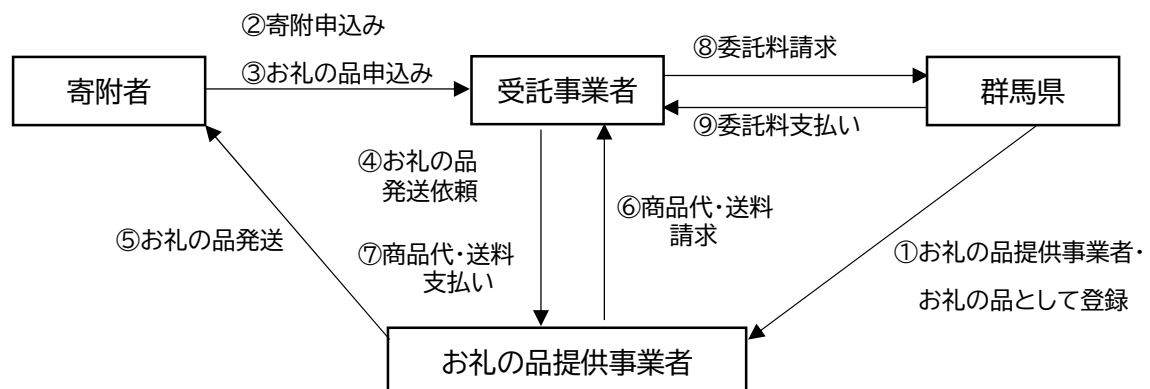 ②寄附申込み
③お礼の品申込み
⑧委託料請求
寄附者
受託事業者
群馬県
⑨委託料支払い
④お礼の品
発送依頼
⑥商品代・送料
請求
⑤お礼の品発送
⑦商品代・送料
支払い
①お礼の品提供事業者・
お礼の品として登録
お礼の品提供事業者